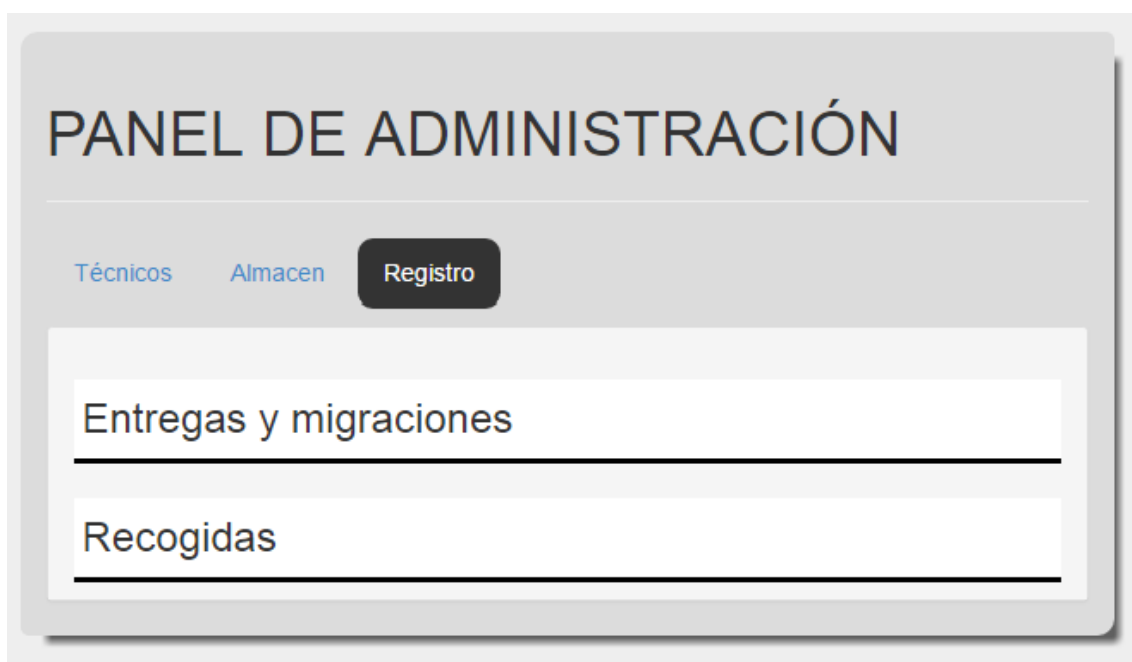 PANEL DE ADMINISTRACIÓN
Técnicos Almacen Registro
Entregas y migraciones
Recogidas